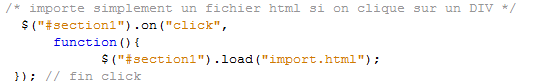 /* importe simplement un fichier html si on clique sur un DIV */
$("#section1").on("click",
function(){
$("#section1").load("import.html");
}); // fin click